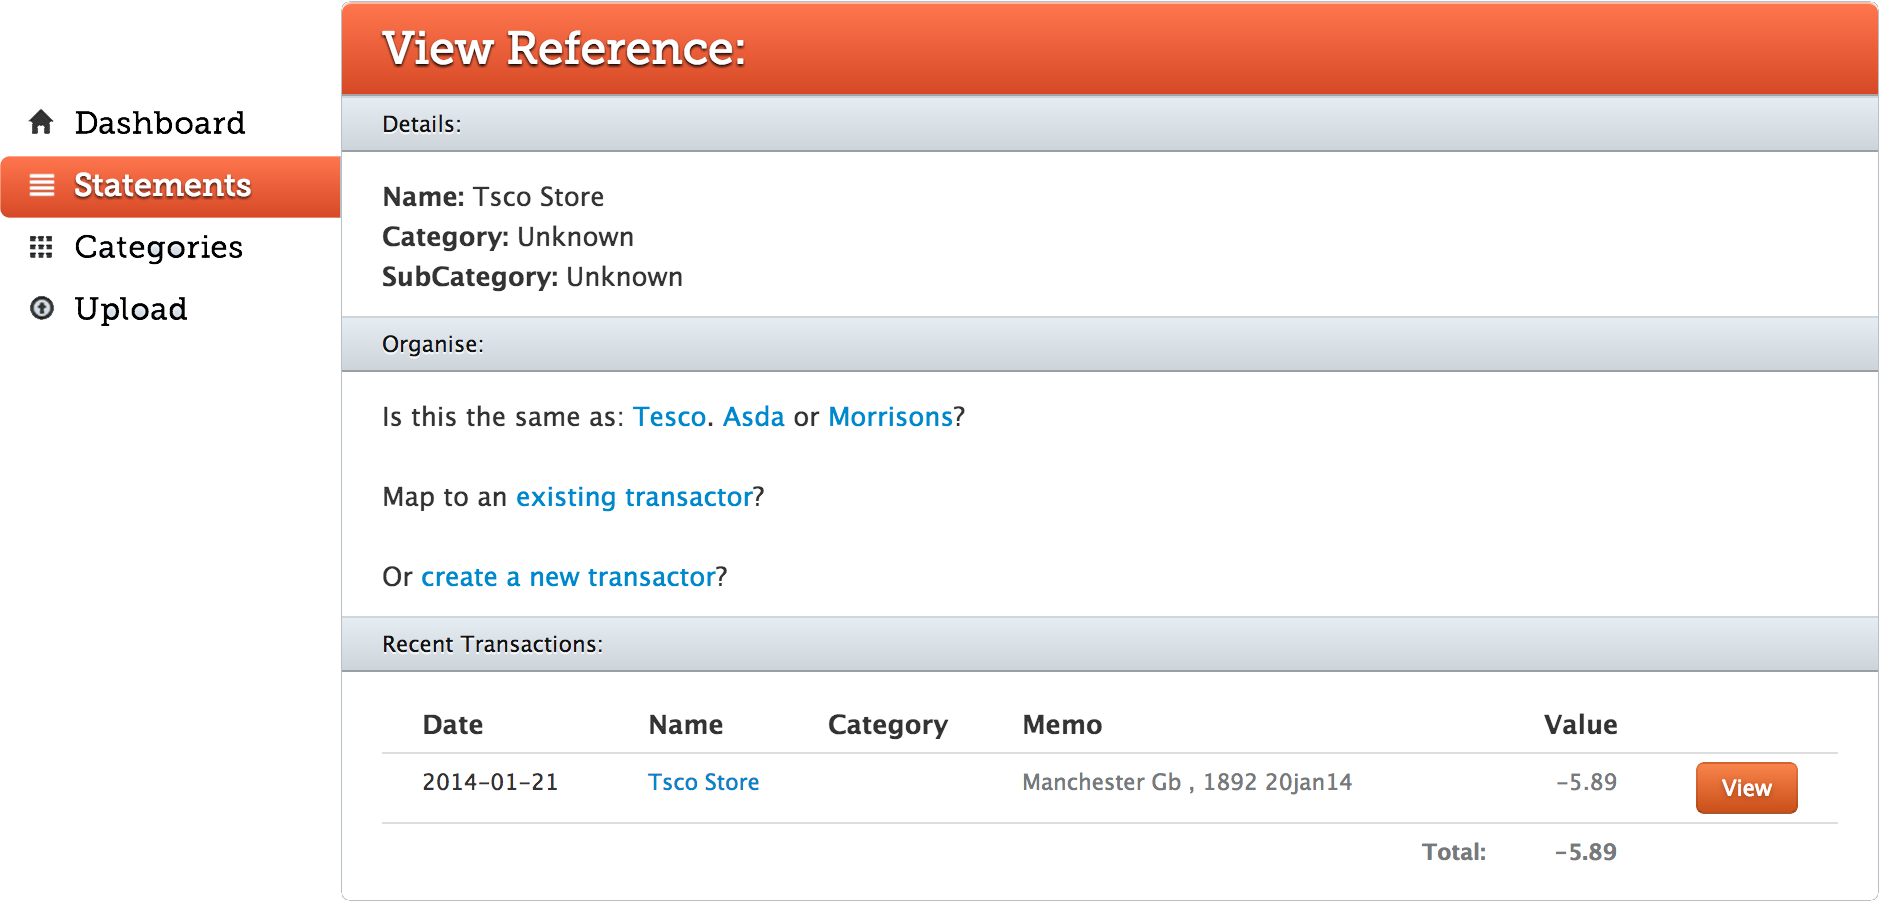 View Reference:
Dashboard
Statements
Categories
Upload
Details:
Name: Tsco Store
Category: Unknown
SubCategory: Unknown
Organise:
Is this the same as: Tesco. Asda or Morrisons?
Map to an existing transactor?
Or create a new transactor?
Recent Transactions:
Date Name Category Memo Value
2014-01-21 Tsco Store Manchester Gb , 1892 20jan14 -5.89 View
Total: -5.89